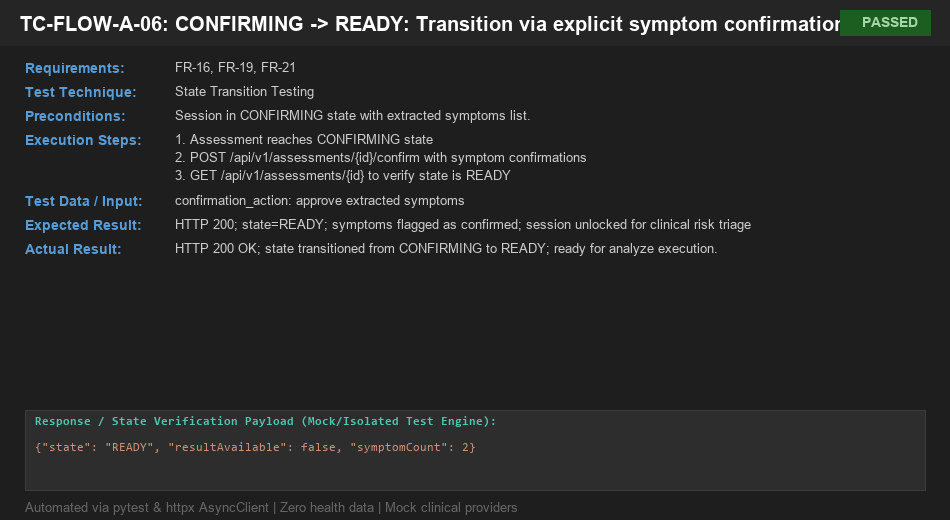 TC-FLOW-A-06: CONFIRMING -> READY: Transition via explicit symptom confirmation PASSED
Requirements: FR-16, FR-19, FR-21
Test Technique: State Transition Testing
Preconditions: Session in CONFIRMING state with extracted symptoms list.
Execution Steps: 1. Assessment reaches CONFIRMING state
2. POST /api/v1/assessments/{id}/confirm with symptom confirmations
3. GET /api/v1/assessments/{id} to verify state is READY
Test Data / Input: confirmation_action: approve extracted symptoms
Expected Result: HTTP 200; state=READY; symptoms flagged as confirmed; session unlocked for clinical risk triage
Actual Result: HTTP 200 OK; state transitioned from CONFIRMING to READY; ready for analyze execution.
Response / State Verification Payload (Mock/Isolated Test Engine):
{"state": "READY", "resultAvailable": false, "symptomCount": 2}
Automated via pytest & httpx AsyncClient | Zero health data | Mock clinical providers